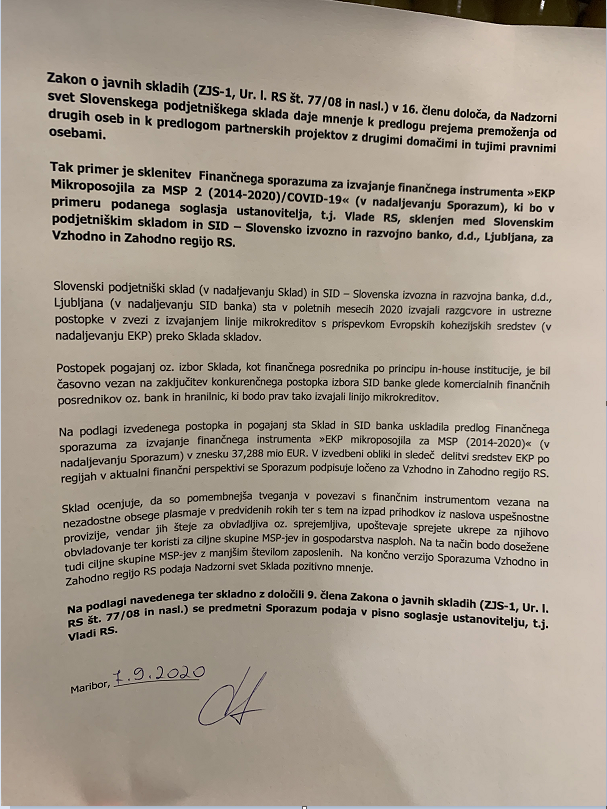 Zakon o javnih skladih (ZJS-1, Ur. l. RS št. 77/08 in nasl.) v 16. členu določa, da Nadzorni
svet Slovenskega podjetniškega sklada daje mnenje k predlogu prejema premoženja od
drugih oseb in k predlogom partnerskih projektov z drugimi domačimi in tujimi pravnimi
osebami.
Tak primer je sklenitev Finančnega sporazuma za izvajanje finančnega instrumenta »EKP
Mikroposojila za MSP 2 (2014-2020)/COVID-19« (v nadaljevanju Sporazum), ki bo v
primeru podanega soglasja ustanovitelja, t.j. Vlade RS, sklenjen med Slovenskim
podjetniškim skladom in SID – Slovensko izvozno in razvojno banko, d.d., Ljubljana, za
Vzhodno in Zahodno regijo RS.
Slovenski podjetniški sklad (v nadaljevanju Sklad) in SID – Slovenska izvozna in razvojna banka, d.d.,
Ljubljana (v nadaljevanju SID banka) sta v poletnih mesecih 2020 izvajali razgovore in ustrezne
postopke v zvezi z izvajanjem linije mikrokreditov s prispevkom Evropskih kohezijskih sredstev (v
nadaljevanju EKP) preko Sklada skladov.
Postopek pogajanj oz. izbor Sklada, kot finančnega posrednika po principu in-house institucije, je bil
časovno vezan na zaključitev konkurenčnega postopka izbora SID banke glede komercialnih finančnih
posrednikov oz. bank in hranilnic, ki bodo prav tako izvajali linijo mikrokreditov.
Na podlagi izvedenega postopka in pogajanj sta Sklad in SID banka uskladila predlog Finančnega
sporazuma za izvajanje finančnega instrumenta »EKP mikroposojila za MSP (2014-2020)« (v
nadaljevanju Sporazum) v znesku 37,288 mio EUR. V izvedbeni obliki in sledeč delitvi sredstev EKP po
regijah v aktualni finančni perspektivi se Sporazum podpisuje ločeno za Vzhodno in Zahodno regijo RS.
Sklad ocenjuje, da so pomembnejša tveganja v povezavi s finančnim instrumentom vezana na
nezadostne obsege plasmaje v predvidenih rokih ter s tem na izpad prihodkov iz naslova uspešnostne
provizije, vendar jih šteje za obvladljiva oz. sprejemljiva, upoštevaje sprejete ukrepe za njihovo
obvladovanje ter koristi za ciljne skupine MSP-jev in gospodarstva nasploh. Na ta način bodo dosežene
tudi ciljne skupine MSP-jev z manjšim številom zaposlenih. Na končno verzijo Sporazuma Vzhodno in
Zahodno regijo RS podaja Nadzorni svet Sklada pozitivno mnenje.
Na podlagi navedenega ter skladno z določili 9. člena Zakona o javnih skladih (ZJS-1, Ur. l.
RS št. 77/08 in nasl.) se predmetni Sporazum podaja v pisno soglasje ustanovitelju, t.j.
Vladi RS.
Maribor, 7.9.2020